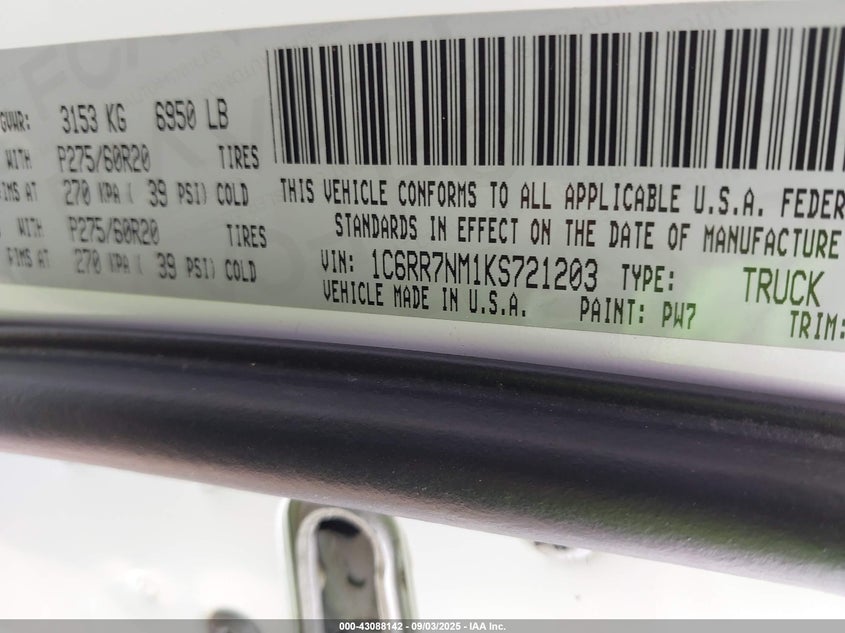 GVWR: 3153 KG 6950 LB
WITH P275/60R20 TIRES
RIMS AT 270 KPA ( 39 PSI) COLD
WITH P275/60R20 TIRES
RIMS AT 270 KPA ( 39 PSI) COLD
THIS VEHICLE CONFORMS TO ALL APPLICABLE U.S.A. FEDER
STANDARDS IN EFFECT ON THE DATE OF MANUFACTURE
VIN: 1C6RR7NM1KS721203 TYPE: TRUCK
VEHICLE MADE IN U.S.A. PAINT: PW7 TRIM:
000-43088142 - 09/03/2025 - IAA Inc.